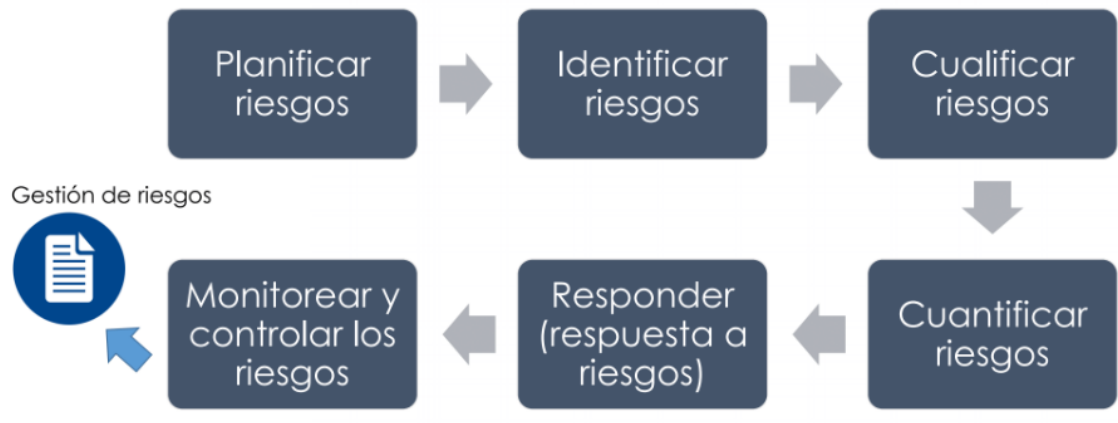 Planificar
riesgos
Identificar
riesgos
Cualificar
riesgos
Gestión de riesgos
Monitorear y
controlar los
riesgos
Responder
(respuesta a
riesgos)
Cuantificar
riesgos